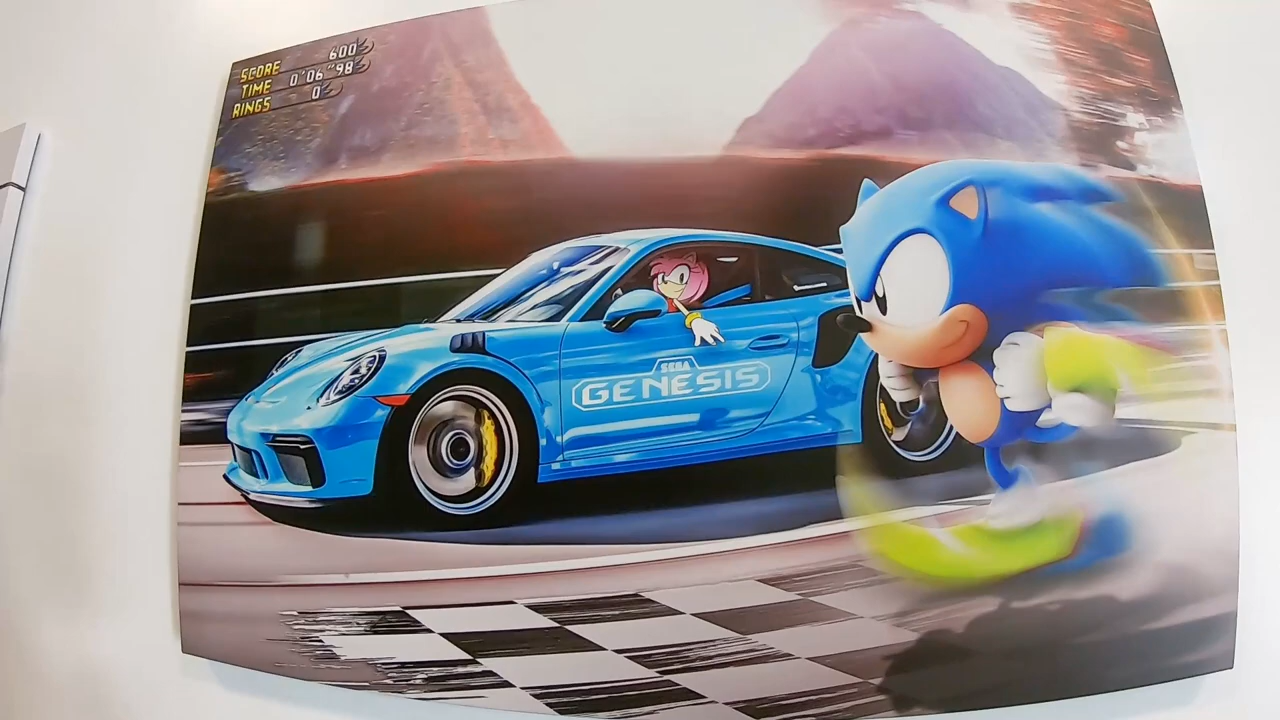 SCORE 600
TIME 0'06"98
RINGS 0
SEGA
GENESIS